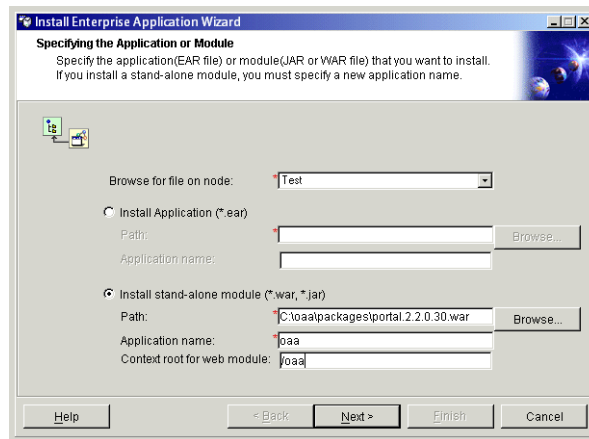 Install Enterprise Application Wizard
Specifying the Application or Module
Specify the application(EAR file) or module(JAR or WAR file) that you want to install.
If you install a stand-alone module, you must specify a new application name.
Browse for file on node: *Test
Install Application (*.ear)
Path: * Browse...
Application name:
Install stand-alone module (*.war, *.jar)
Path: *C:\oaa\packages\portal.2.2.0.30.war Browse...
Application name: *oaa
Context root for web module: /oaa
Help < Back Next > Finish Cancel